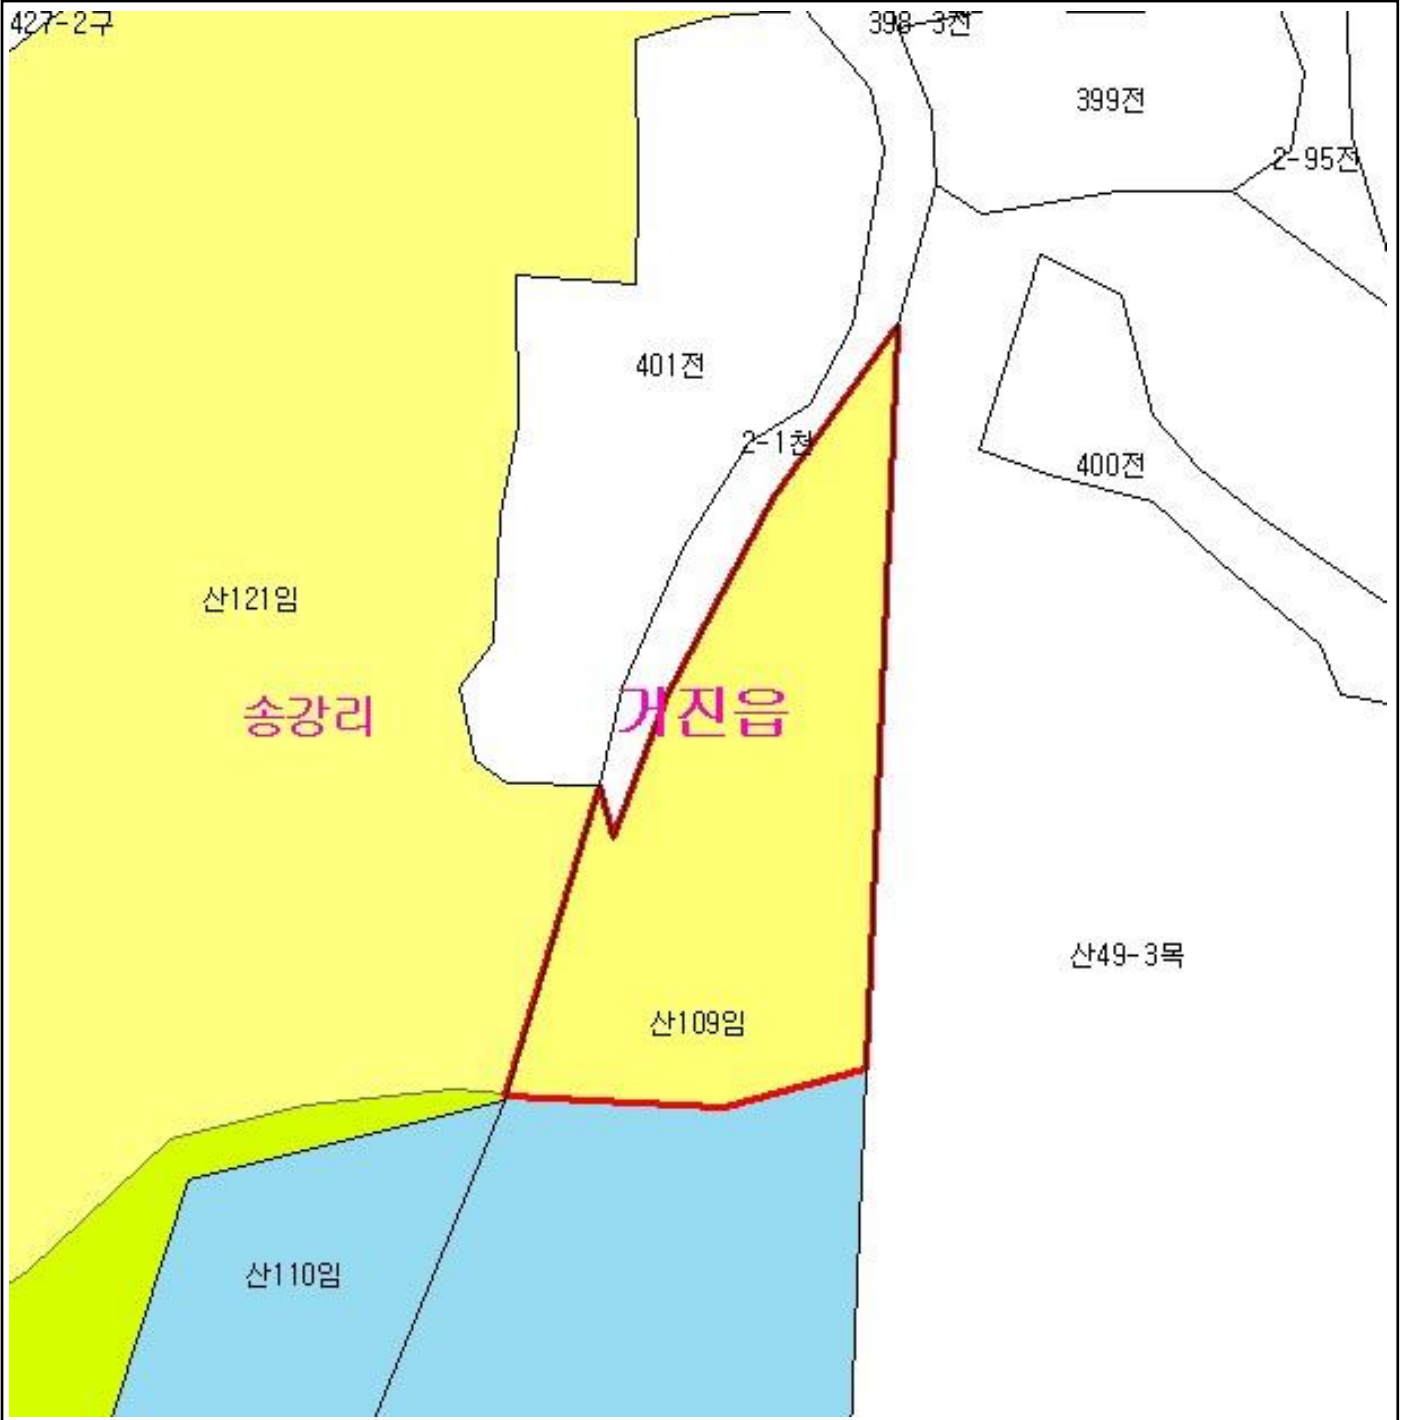 427-2구
398-3전
399전
2-95전
401전
2-1천
400전
산121임
송강리
거진읍
산49-3목
산109임
산110임